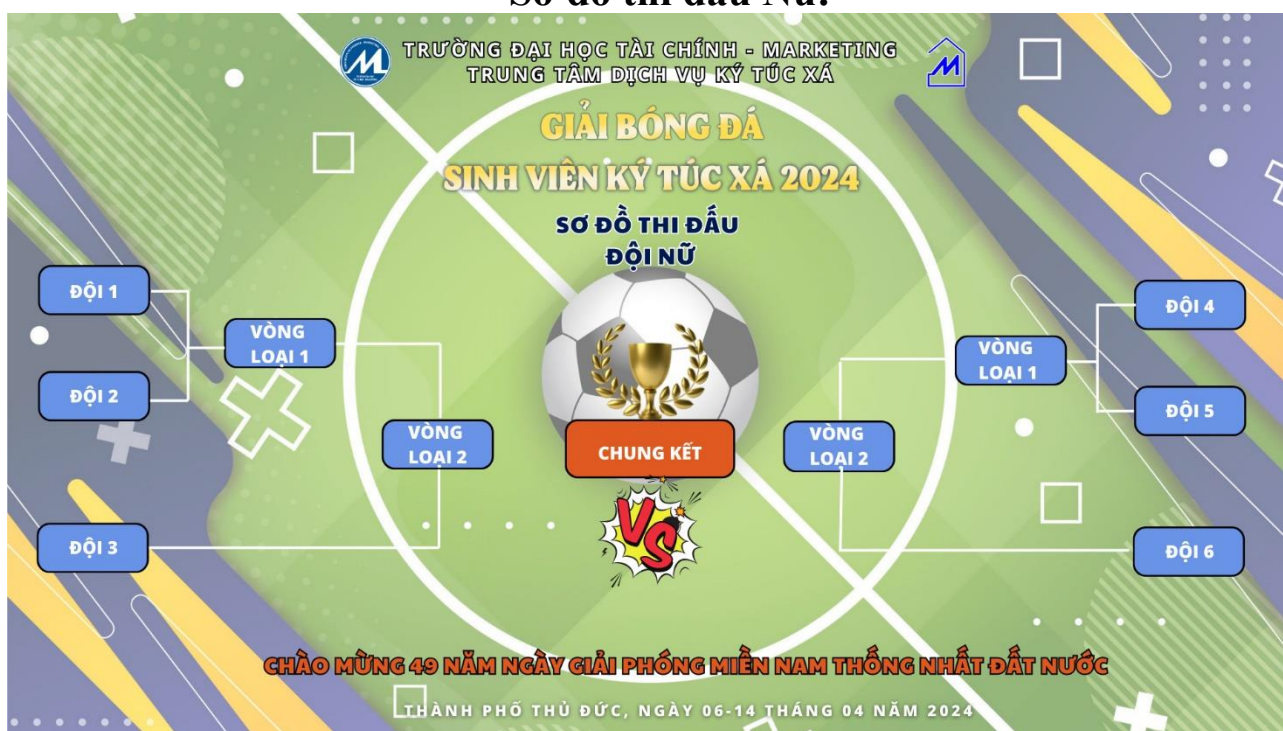 Sơ đồ thi đấu Nữ:
TRƯỜNG ĐẠI HỌC TÀI CHÍNH - MARKETING
TRUNG TÂM DỊCH VỤ KÝ TÚC XÁ
GIẢI BÓNG ĐÁ
SINH VIÊN KÝ TÚC XÁ 2024
SƠ ĐỒ THI ĐẤU
ĐỘI NỮ
ĐỘI 1
ĐỘI 2
ĐỘI 3
VÒNG
LOẠI 1
VÒNG
LOẠI 2
CHUNG KẾT
VS
VÒNG
LOẠI 2
VÒNG
LOẠI 1
ĐỘI 4
ĐỘI 5
ĐỘI 6
CHÀO MỪNG 49 NĂM NGÀY GIẢI PHÓNG MIỀN NAM THỐNG NHẤT ĐẤT NƯỚC
THÀNH PHỐ THỦ ĐỨC, NGÀY 06-14 THÁNG 04 NĂM 2024